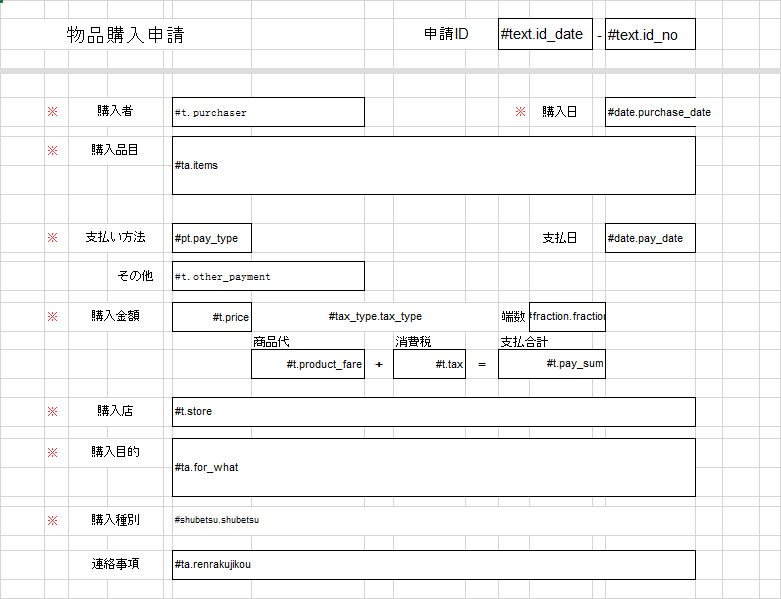 物品購入申請 申請ID #text.id_date - #text.id_no
※ 購入者 #t.purchaser ※ 購入日 #date.purchase_date
※ 購入品目 #ta.items
※ 支払い方法 #pt.pay_type 支払日 #date.pay_date
その他 #t.other_payment
※ 購入金額 #t.price #tax_type.tax_type 端数 #fraction.fraction
商品代 消費税 支払合計
#t.product_fare + #t.tax = #t.pay_sum
※ 購入店 #t.store
※ 購入目的 #ta.for_what
※ 購入種別 #shubetsu.shubetsu
連絡事項 #ta.renrakujikou